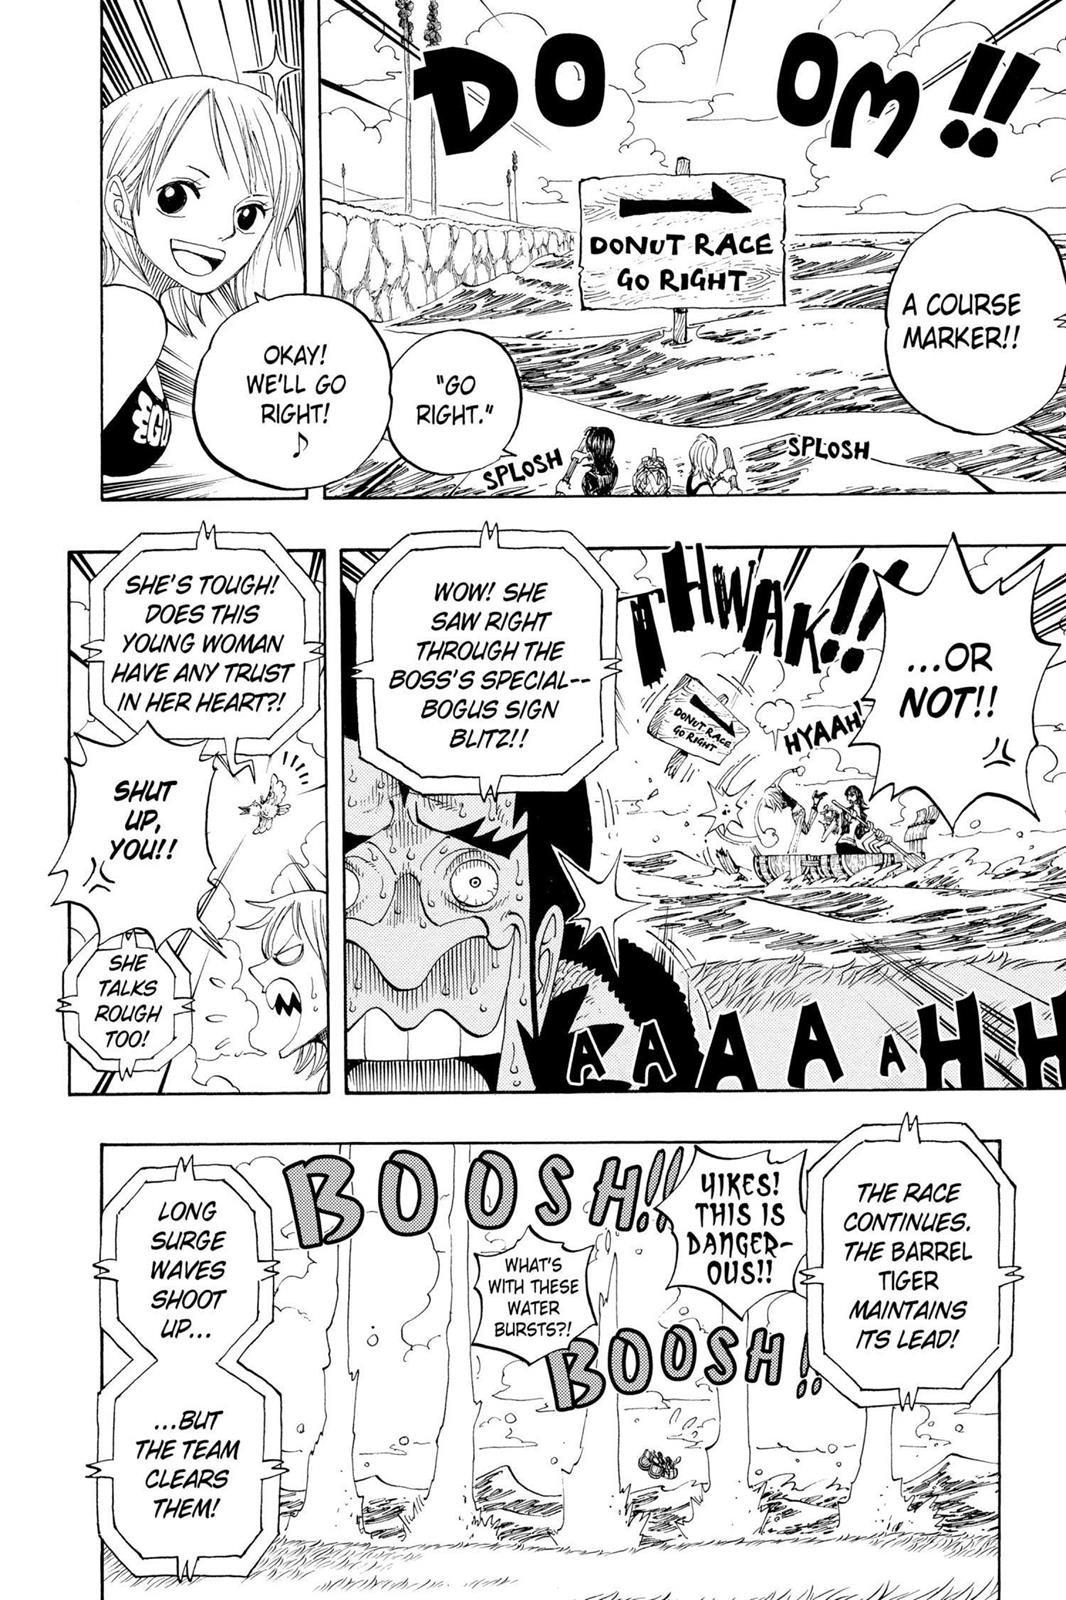 DO OM!!
A COURSE
MARKER!!
DONUT RACE
GO RIGHT
"GO
RIGHT."
SPLOSH
SPLOSH
OKAY!
WE'LL GO
RIGHT!
♪
EGO
...OR
NOT!!
THWAK!!
DONUT RACE
GO RIGHT
HYAAH!
WOW! SHE
SAW RIGHT
THROUGH THE
BOSS'S SPECIAL--
BOGUS SIGN
BLITZ!!
AAAAAHHH
SHE'S TOUGH!
DOES THIS
YOUNG WOMAN
HAVE ANY TRUST
IN HER HEART?!
SHUT
UP,
YOU!!
SHE
TALKS
ROUGH
TOO!
THE RACE
CONTINUES.
THE BARREL
TIGER
MAINTAINS
ITS LEAD!
YIKES!
THIS IS
DANGER-
OUS!!
BOOSH!!
WHAT'S
WITH THESE
WATER
BURSTS?!
BOOSH!!
LONG
SURGE
WAVES
SHOOT
UP...
...BUT
THE TEAM
CLEARS
THEM!